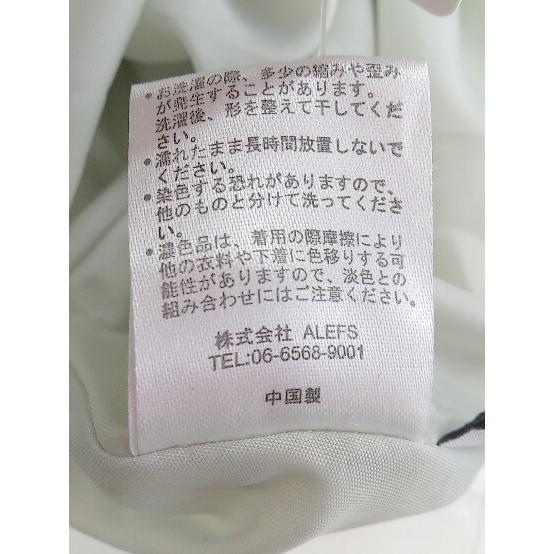 ・お洗濯の際、多少の縮みや歪み
が発生することがあります。
洗濯後、形を整えて干してくだ
さい。
・濡れたまま長時間放置しないで
ください。
・染色する恐れがありますので、
他のものと分けて洗ってくださ
い。
・濃色品は、着用の際摩擦により
他の衣料や下着に色移りする可
能性がありますので、淡色との
組み合わせにはご注意ください。
株式会社 ALEFS
TEL:06-6568-9001
中国製